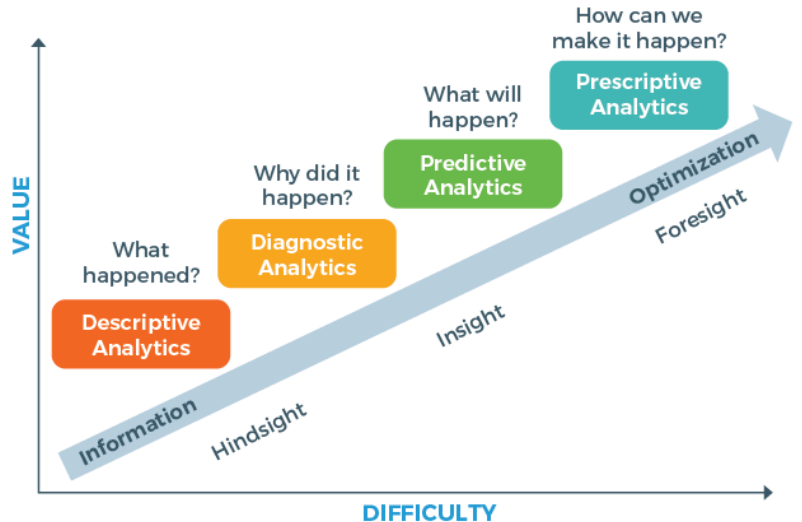 How can we
make it happen?
Prescriptive
Analytics
What will
happen?
Predictive
Analytics
Why did it
happen?
Diagnostic
Analytics
What
happened?
Descriptive
Analytics
VALUE
Information
Optimization
Hindsight
Insight
Foresight
DIFFICULTY